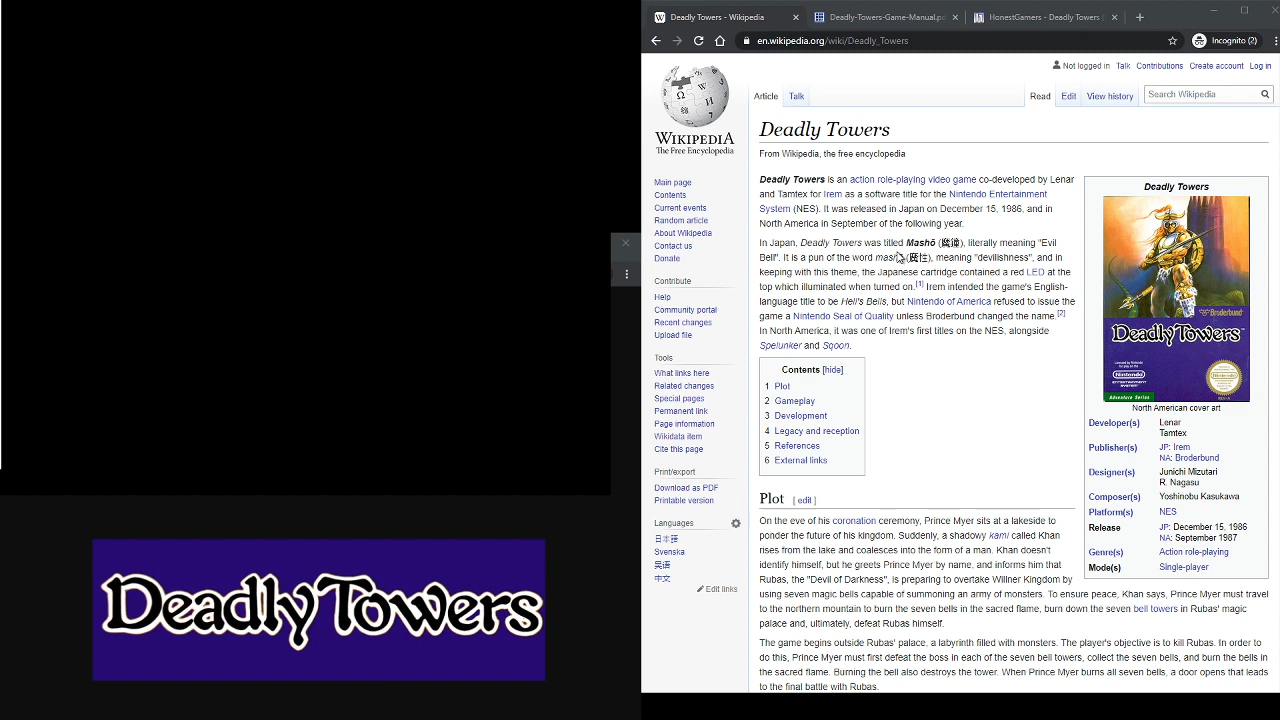 Deadly Towers - Wikipedia
Deadly-Towers-Game-Manual.pd
HonestGamers - Deadly Towers
en.wikipedia.org/wiki/Deadly_Towers
Incognito (2)
Not logged in Talk Contributions Create account Log in
Article Talk Read Edit View history Search Wikipedia
WIKIPEDIA
The Free Encyclopedia
Main page
Contents
Current events
Random article
About Wikipedia
Contact us
Donate
Contribute
Help
Community portal
Recent changes
Upload file
Tools
What links here
Related changes
Special pages
Permanent link
Page information
Wikidata item
Cite this page
Print/export
Download as PDF
Printable version
Languages
日本語
Svenska
吴语
中文
Edit links
Deadly Towers
From Wikipedia, the free encyclopedia
Deadly Towers is an action role-playing video game co-developed by Lenar
and Tamtex for Irem as a software title for the Nintendo Entertainment
System (NES). It was released in Japan on December 15, 1986, and in
North America in September of the following year.
In Japan, Deadly Towers was titled Mashō, literally meaning "Evil
Bell". It is a pun of the word meaning "devilishness", and in
keeping with this theme, the Japanese cartridge contained a red LED at the
top which illuminated when turned on.[1] Irem intended the game's English-
language title to be Hell's Bells, but Nintendo of America refused to issue the
game a Nintendo Seal of Quality unless Broderbund changed the name.[2]
In North America, it was one of Irem's first titles on the NES, alongside
Spelunker and Sqoon.
Contents [hide]
1 Plot
2 Gameplay
3 Development
4 Legacy and reception
5 References
6 External links
Deadly Towers
Broderbund
Deadly Towers
Nintendo
ENTERTAINMENT
SYSTEM
Adventure Series
North American cover art
Developer(s) Lenar
Tamtex
Publisher(s) JP: Irem
NA: Broderbund
Designer(s) Junichi Mizutari
R. Nagasu
Composer(s) Yoshinobu Kasukawa
Platform(s) NES
Release JP: December 15, 1986
NA: September 1987
Genre(s) Action role-playing
Mode(s) Single-player
Plot [ edit ]
On the eve of his coronation ceremony, Prince Myer sits at a lakeside to
ponder the future of his kingdom. Suddenly, a shadowy kami called Khan
rises from the lake and coalesces into the form of a man. Khan doesn't
identify himself, but he greets Prince Myer by name, and informs him that
Rubas, the "Devil of Darkness", is preparing to overtake Willner Kingdom by
using seven magic bells capable of summoning an army of monsters. To ensure peace, Khan says, Prince Myer must travel
to the northern mountain to burn the seven bells in the sacred flame, burn down the seven bell towers in Rubas' magic
palace and, ultimately, defeat Rubas himself.
The game begins outside Rubas' palace, a labyrinth filled with monsters. The player's objective is to kill Rubas. In order to
do this, Prince Myer must first defeat the boss in each of the seven bell towers, collect the seven bells, and burn the bells in
the sacred flame. Burning the bell also destroys the tower. When Prince Myer burns all seven bells, a door opens that leads
to the final battle with Rubas.
Deadly Towers